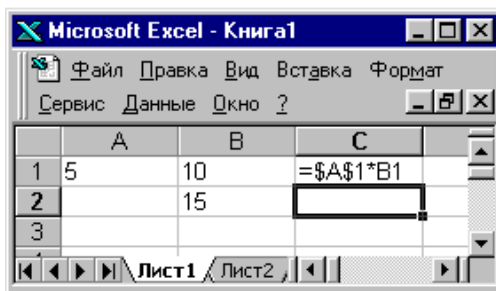 Microsoft Excel - Книга1
Файл Правка Вид Вставка Формат
Сервис Данные Окно ?
A B C
1 5 10 =$A$1*B1
2 15
3
Лист1 Лист2